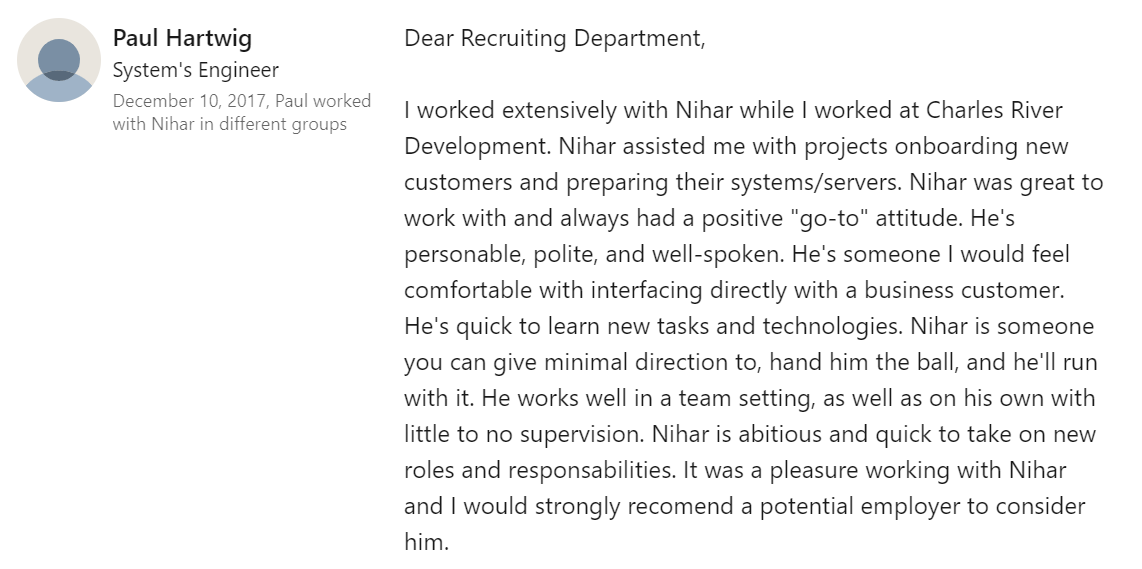 Paul Hartwig
System's Engineer
December 10, 2017, Paul worked
with Nihar in different groups
Dear Recruiting Department,
I worked extensively with Nihar while I worked at Charles River
Development. Nihar assisted me with projects onboarding new
customers and preparing their systems/servers. Nihar was great to
work with and always had a positive "go-to" attitude. He's
personable, polite, and well-spoken. He's someone I would feel
comfortable with interfacing directly with a business customer.
He's quick to learn new tasks and technologies. Nihar is someone
you can give minimal direction to, hand him the ball, and he'll run
with it. He works well in a team setting, as well as on his own with
little to no supervision. Nihar is abitious and quick to take on new
roles and responsabilities. It was a pleasure working with Nihar
and I would strongly recomend a potential employer to consider
him.